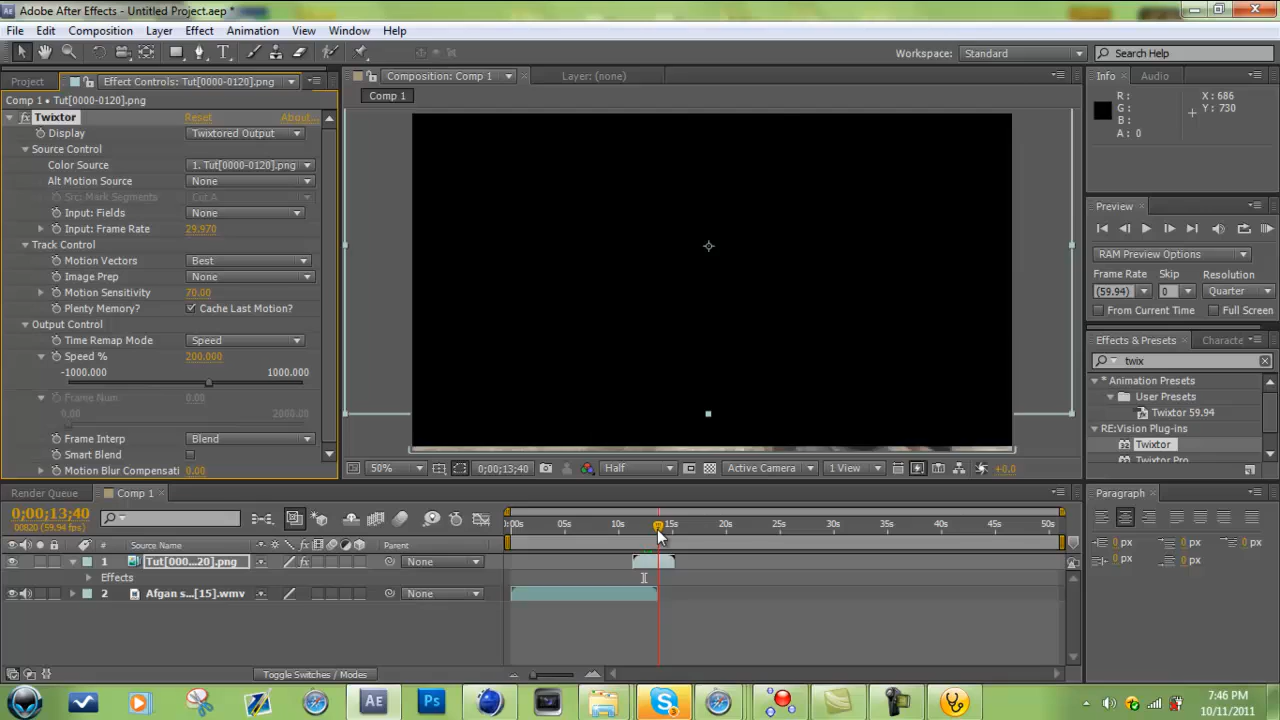 Adobe After Effects - Untitled Project.aep *
File Edit Composition Layer Effect Animation View Window Help
Workspace: Standard Search Help
Project Effect Controls: Tut[0000-0120].png
Comp 1 • Tut[0000-0120].png
Twixtor Reset About...
Display Twixtored Output
Source Control
Color Source 1. Tut[0000-0120].png
Alt Motion Source None
Src: Mark Segments Cut A
Input: Fields None
Input: Frame Rate 29.970
Track Control
Motion Vectors Best
Image Prep None
Motion Sensitivity 70.00
Plenty Memory? Cache Last Motion?
Output Control
Time Remap Mode Speed
Speed % 200.000
-1000.000 1000.000
Frame Num. 0.00
0.00 2000.00
Frame Interp Blend
Smart Blend
Motion Blur Compensati 0.00
Composition: Comp 1 Layer: (none)
Comp 1
50% 0;00;13;40 Half Active Camera 1 View +0.0
Info Audio
R : X : 686
G : Y : 730
B :
A : 0
Preview
RAM Preview Options
Frame Rate Skip Resolution
(59.94) 0 Quarter
From Current Time Full Screen
Effects & Presets Characte
twix
* Animation Presets
User Presets
Twixtor 59.94
RE:Vision Plug-ins
Twixtor
Twixtor Pro
Render Queue Comp 1
0;00;13;40
00820 (59.94 fps)
:00s 05s 10s 15s 20s 25s 30s 35s 40s 45s 50s
# Source Name Parent
1 Tut[000...20].png None
Effects
2 Afgan s...[15].wmv None
Toggle Switches / Modes
Paragraph
0 px 0 px 0 px
0 px 0 px
Ae Ps
7:46 PM
10/11/2011